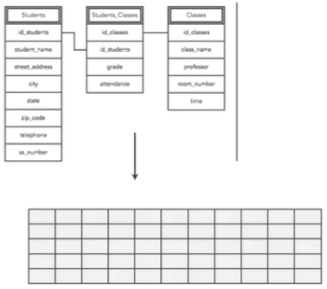 Students
id_students
student_name
street_address
city
state
zip_code
telephone
ss_number
Students_Classes
id_classes
id_students
grade
attendance
Classes
id_classes
class_name
professor
room_number
time